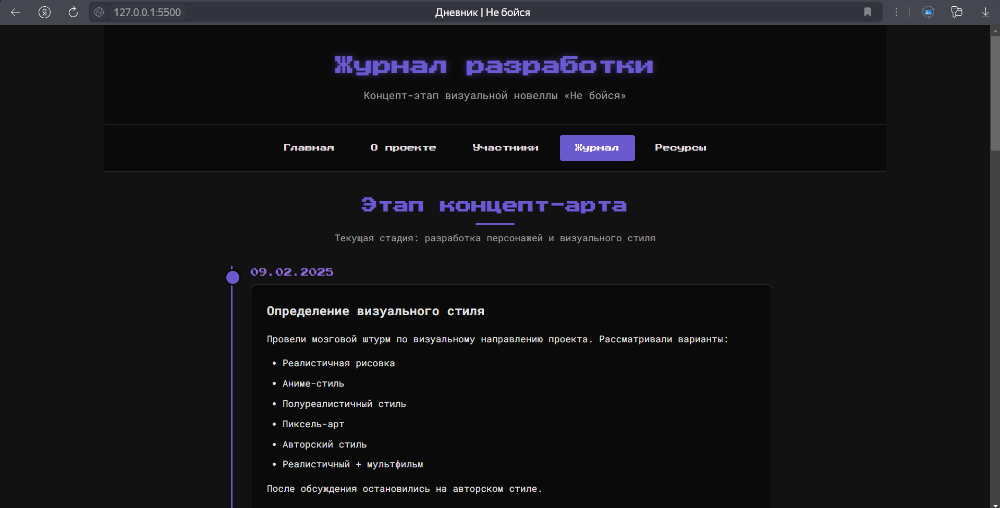 127.0.0.1:5500
Дневник | Не бойся
Журнал разработки
Концепт-этап визуальной новеллы «Не бойся»
Главная О проекте Участники Журнал Ресурсы
Этап концепт-арта
Текущая стадия: разработка персонажей и визуального стиля
09.02.2025
Определение визуального стиля
Провели мозговой штурм по визуальному направлению проекта. Рассматривали варианты:
• Реалистичная рисовка
• Аниме-стиль
• Полуреалистичный стиль
• Пиксель-арт
• Авторский стиль
• Реалистичный + мультфильм
После обсуждения остановились на авторском стиле.